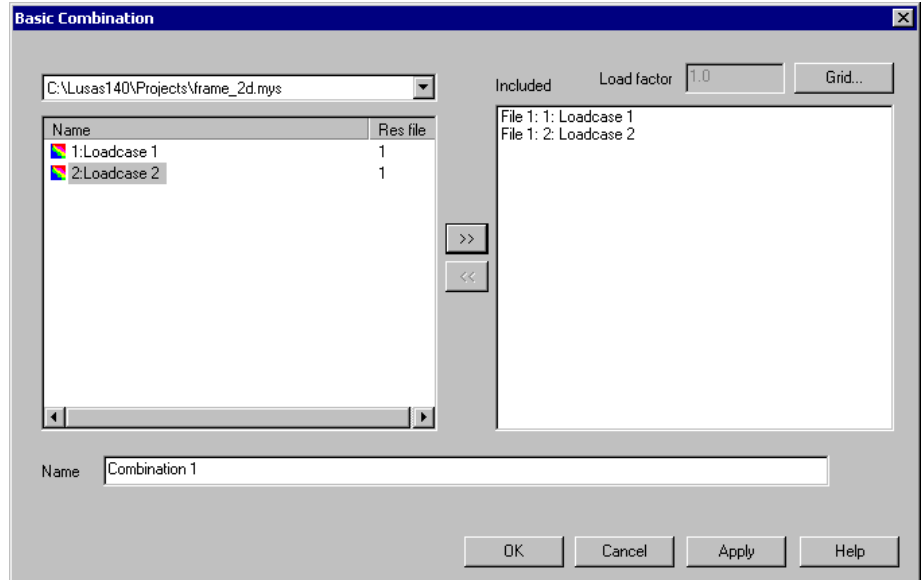 Basic Combination
C:\Lusas140\Projects\frame_2d.mys
Included
Load factor
1.0
Grid...
Name
Res file
1:Loadcase 1
1
2:Loadcase 2
1
>>
<<
File 1: 1: Loadcase 1
File 1: 2: Loadcase 2
Name
Combination 1
OK
Cancel
Apply
Help